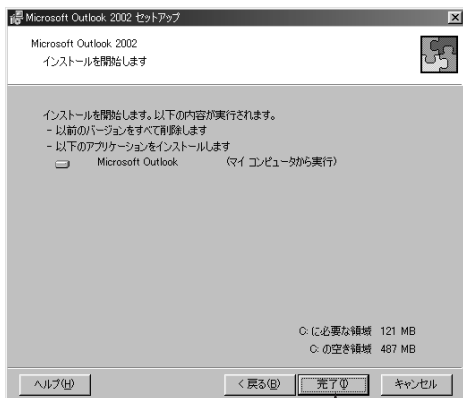 Microsoft Outlook 2002 セットアップ
Microsoft Outlook 2002
インストールを開始します
インストールを開始します。以下の内容が実行されます。
- 以前のバージョンをすべて削除します
- 以下のアプリケーションをインストールします
Microsoft Outlook (マイ コンピュータから実行)
C: に必要な領域 121 MB
C: の空き領域 487 MB
ヘルプ(H) < 戻る(B) 完了(I) キャンセル